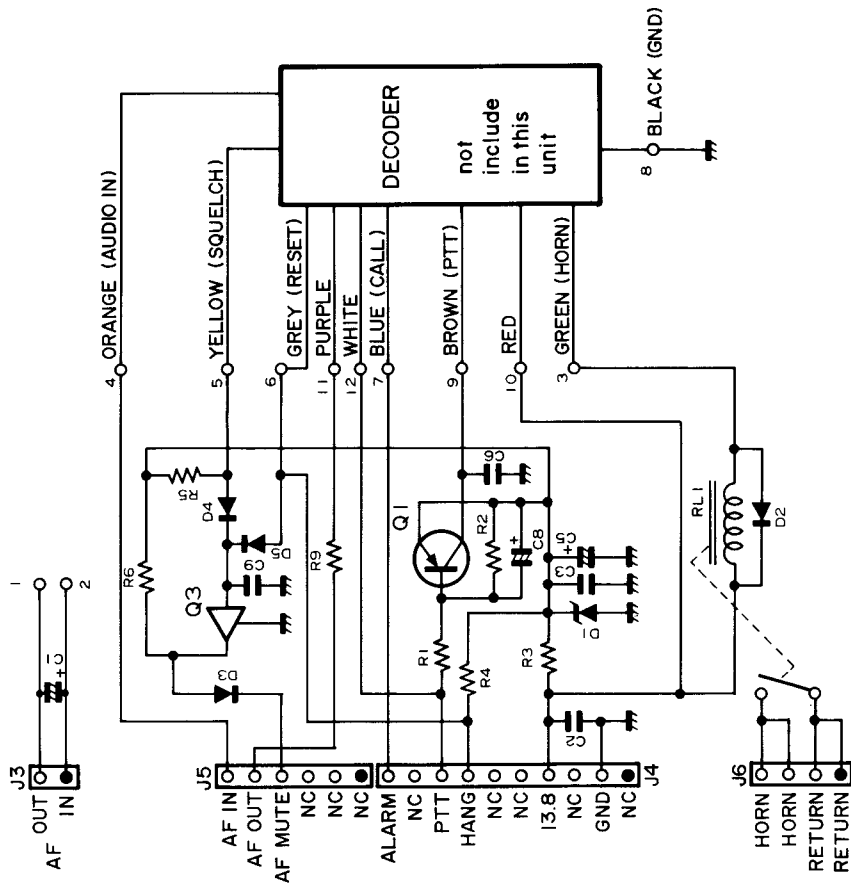 DECODER
not
include
in this
unit
ORANGE (AUDIO IN)
YELLOW (SQUELCH)
GREY (RESET)
PURPLE
WHITE
BLUE (CALL)
BROWN (PTT)
RED
GREEN (HORN)
BLACK (GND)
4
5
6
11
12
7
9
10
3
8
1
2
R5
D4
D5
C9
R6
Q3
D3
R9
Q1
C6
R2
C8
+
R1
R4
R3
C5
+
C3
D1
C2
RL1
D2
C1
+
J3
AF
OUT
IN
J5
AF IN
AF OUT
AF MUTE
NC
NC
NC
J4
ALARM
NC
PTT
HANG
NC
NC
13.8
NC
GND
NC
J6
HORN
HORN
RETURN
RETURN